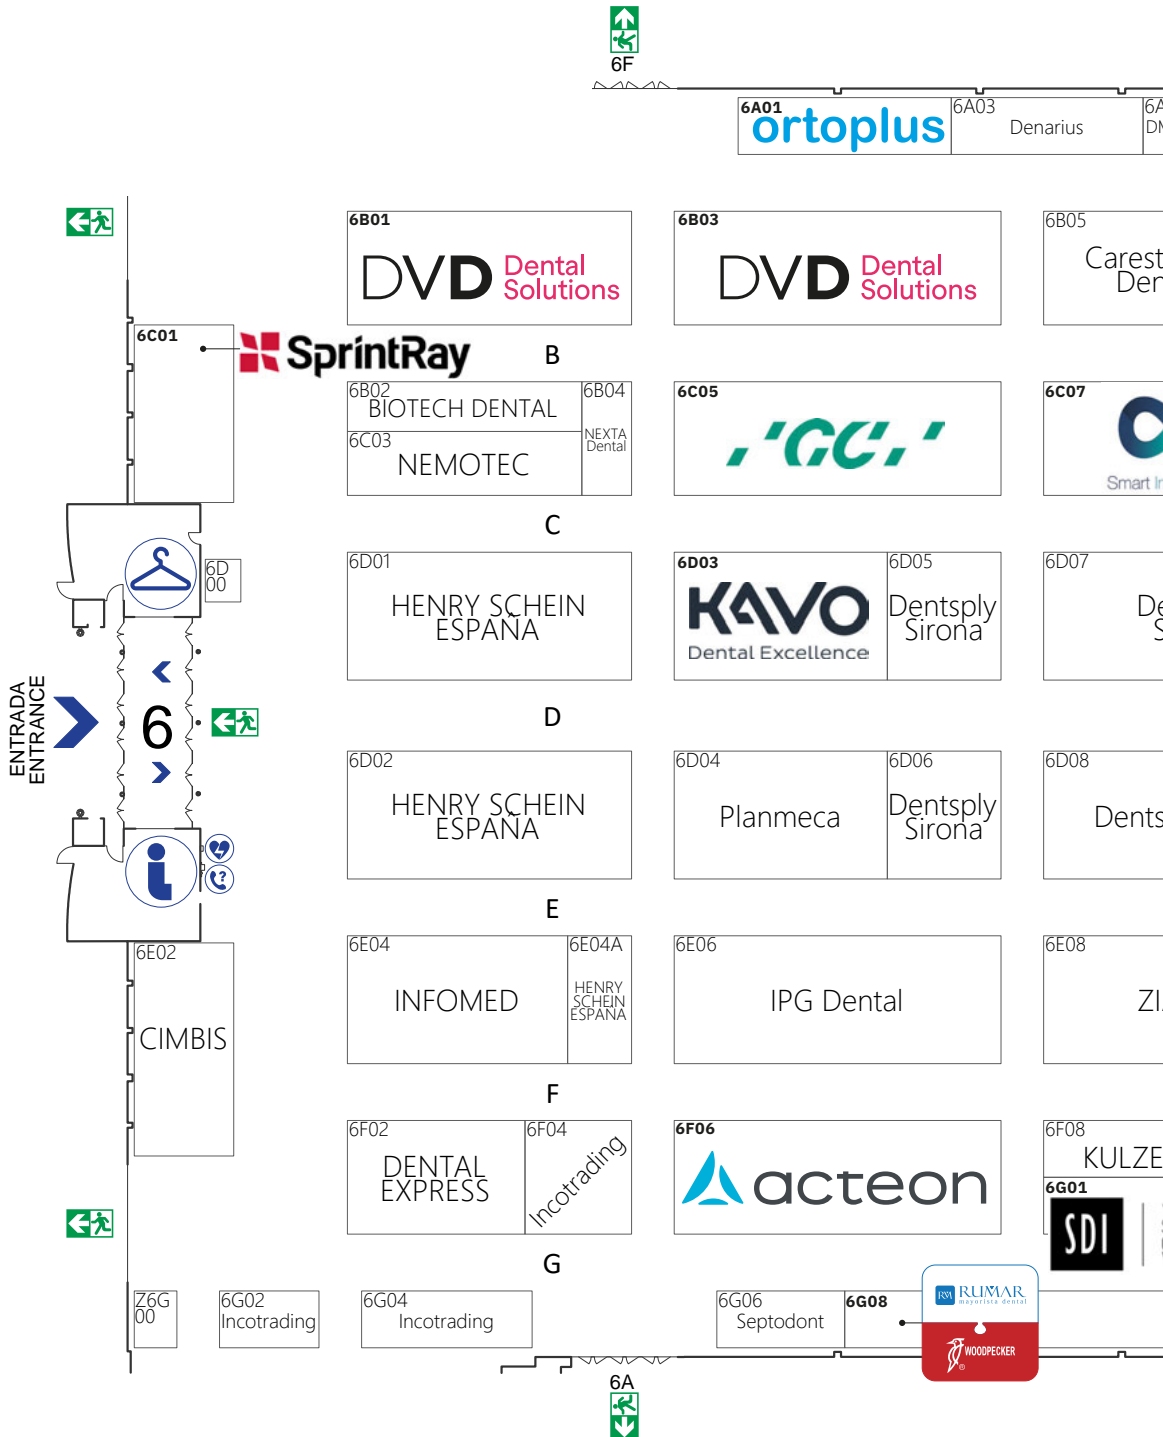 6F
6A01
ortoplus
6A03
Denarius
6B01
DVD Dental Solutions
6B03
DVD Dental Solutions
6B05
6C01
SprintRay
B
6B02
BIOTECH DENTAL
6B04
NEXTA
Dental
6C03
NEMOTEC
6C05
GC
6C07
Smart
C
6D
00
6D01
HENRY SCHEIN
ESPAÑA
6D03
KAVO
Dental Excellence
6D05
Dentsply
Sirona
6D07
ENTRADA
ENTRANCE
6
D
6D02
HENRY SCHEIN
ESPAÑA
6D04
Planmeca
6D06
Dentsply
Sirona
6D08
i
?
E
6E02
CIMBIS
6E04
INFOMED
6E04A
HENRY
SCHEIN
ESPAÑA
6E06
IPG Dental
6E08
F
6F02
DENTAL
EXPRESS
6F04
Incotrading
6F06
acteon
6F08
6G01
SDI
G
Z6G
00
6G02
Incotrading
6G04
Incotrading
6G06
Septodont
6G08
RM RUMAR
mayorista dental
WOODPECKER
®
6A